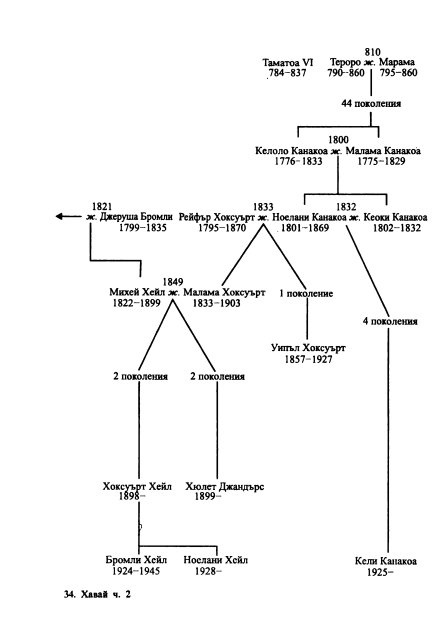 810
Таматоа VI Тероро ж. Марама
784–837 790–860 795–860
44 поколения
1800
Келоло Канакоа ж. Малама Канакоа
1776–1833 1775–1829
1821 1833 1832
ж. Джеруша Бромли Рейфър Хоксуърт ж. Ноелани Канакоа ж. Кеоки Канакоа
1799–1835 1795–1870 1801–1869 1802–1832
1849
Михей Хейл ж. Малама Хоксуърт 1 поколение
1822–1899 1833–1903
4 поколения
Уипъл Хоксуърт
1857–1927
2 поколения 2 поколения
Хоксуърт Хейл Хюлет Джандърс
1898– 1899–
Бромли Хейл Ноелани Хейл Кели Канакоа
1924–1945 1928– 1925–
34. Хавай ч. 2